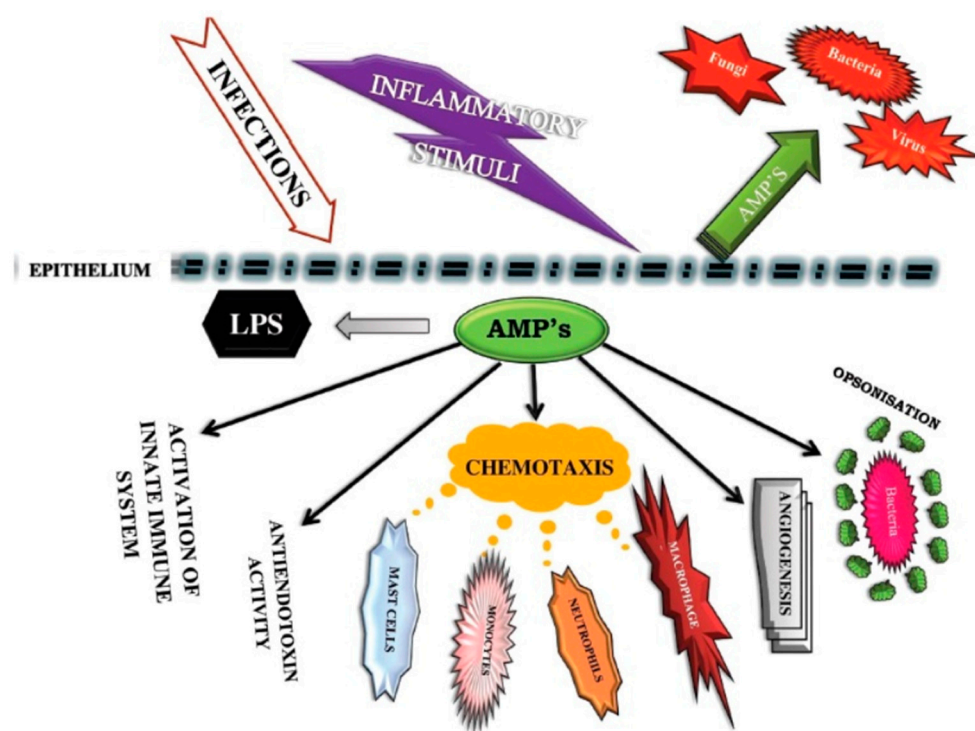 INFECTIONS
INFLAMMATORY
STIMULI
Fungi
Bacteria
Virus
AMP'S
EPITHELIUM
LPS
AMP's
OPSONISATION
ACTIVATION OF
INNATE IMMUNE
SYSTEM
ANTIENDOTOXIN
ACTIVITY
CHEMOTAXIS
MAST CELLS
MONOCYTES
NEUTROPHILS
MACROPHAGE
ANGIOGENESIS
Bacteria